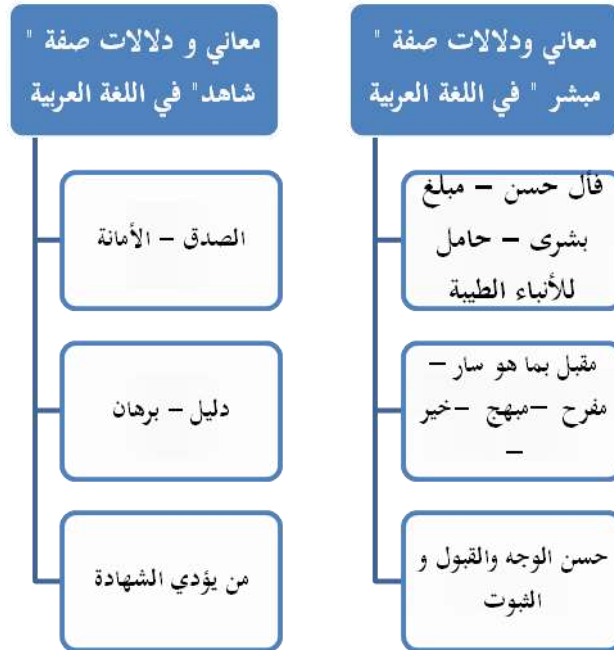 معاني ودلالات صفة "
مبشر " في اللغة العربية
فأل حسن – مبلغ
بشرى – حامل
للأنباء الطيبة
مقبل بما هو سار –
مفرح –مبهج –خير
–
حسن الوجه والقبول و
الثبوت
معاني و دلالات صفة "
شاهد" في اللغة العربية
الصدق – الأمانة
دليل – برهان
من يؤدي الشهادة